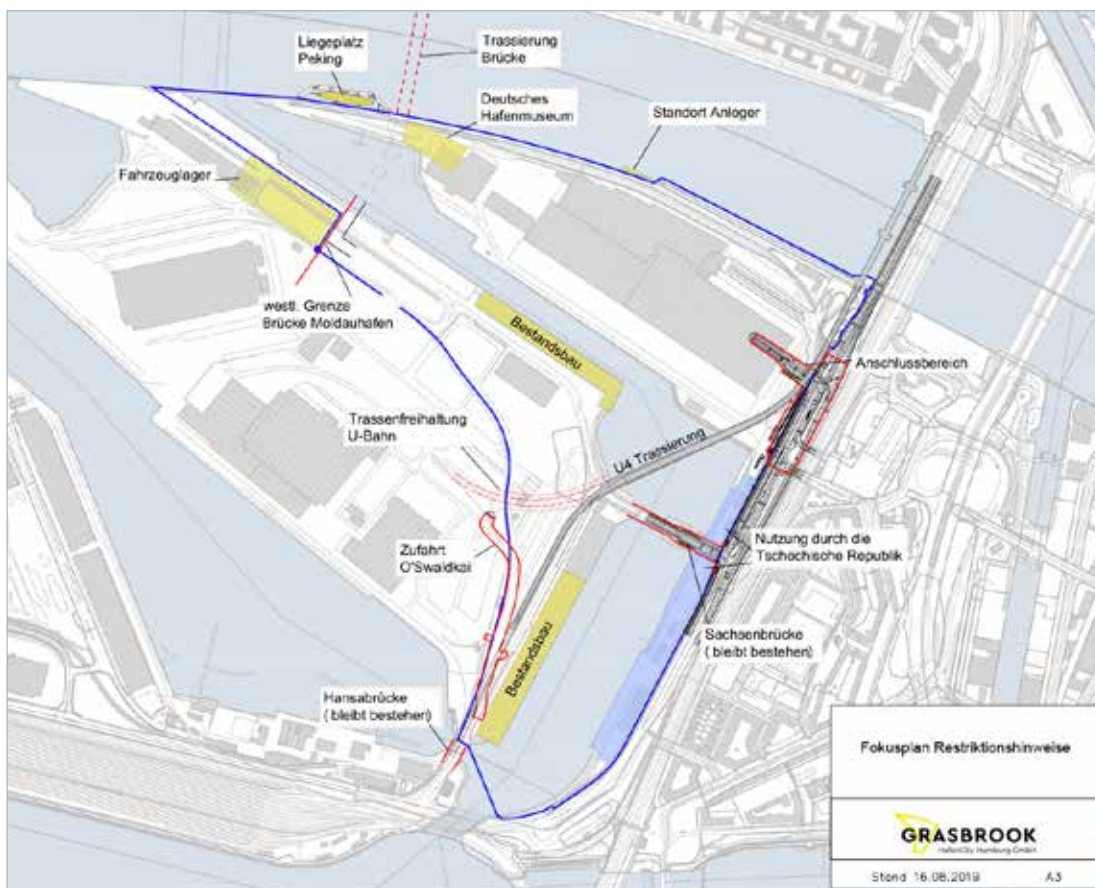 Liegeplatz
Peking
Trassierung
Brücke
Deutsches
Hafenmuseum
Standort Anleger
Fahrzeuglager
westl. Grenze
Brücke Moldauhafen
Bestandsbau
Anschlussbereich
Trassenfreihaltung
U-Bahn
U4 Trassierung
Zufahrt
O'Swaldkai
Nutzung durch die
Tschechische Republik
Bestandsbau
Sachsenbrücke
( bleibt bestehen)
Hansabrücke
( bleibt bestehen)
Fokusplan Restriktionshinweise
GRASBROOK
HafenCity Hamburg GmbH
Stand 16.08.2019 A3